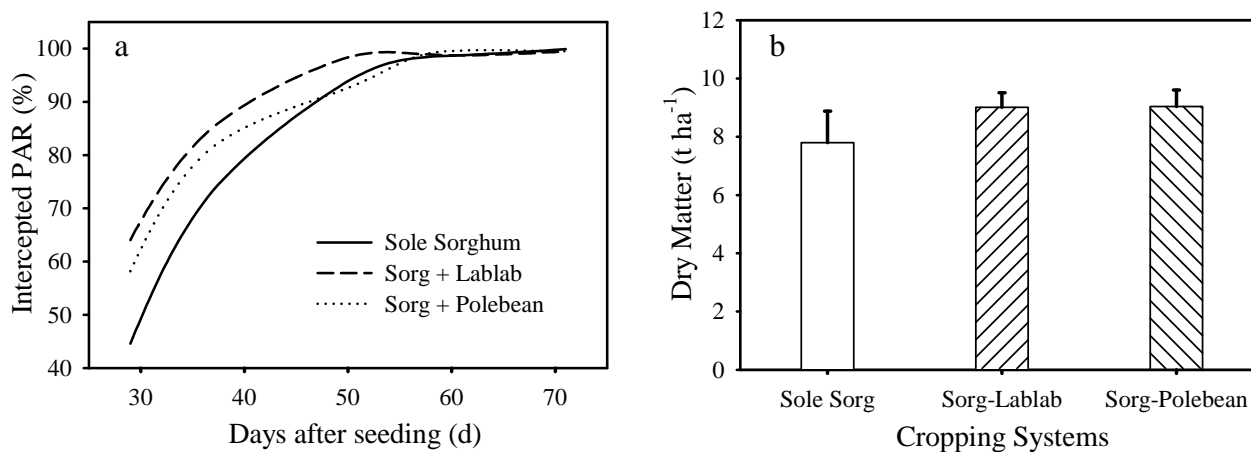 a
Intercepted PAR (%)
100
90
80
70
60
50
40
Sole Sorghum
Sorg + Lablab
Sorg + Polebean
30
40
50
60
70
Days after seeding (d)
b
Dry Matter (t ha⁻¹)
12
10
8
6
4
2
0
Sole Sorg
Sorg-Lablab
Sorg-Polebean
Cropping Systems